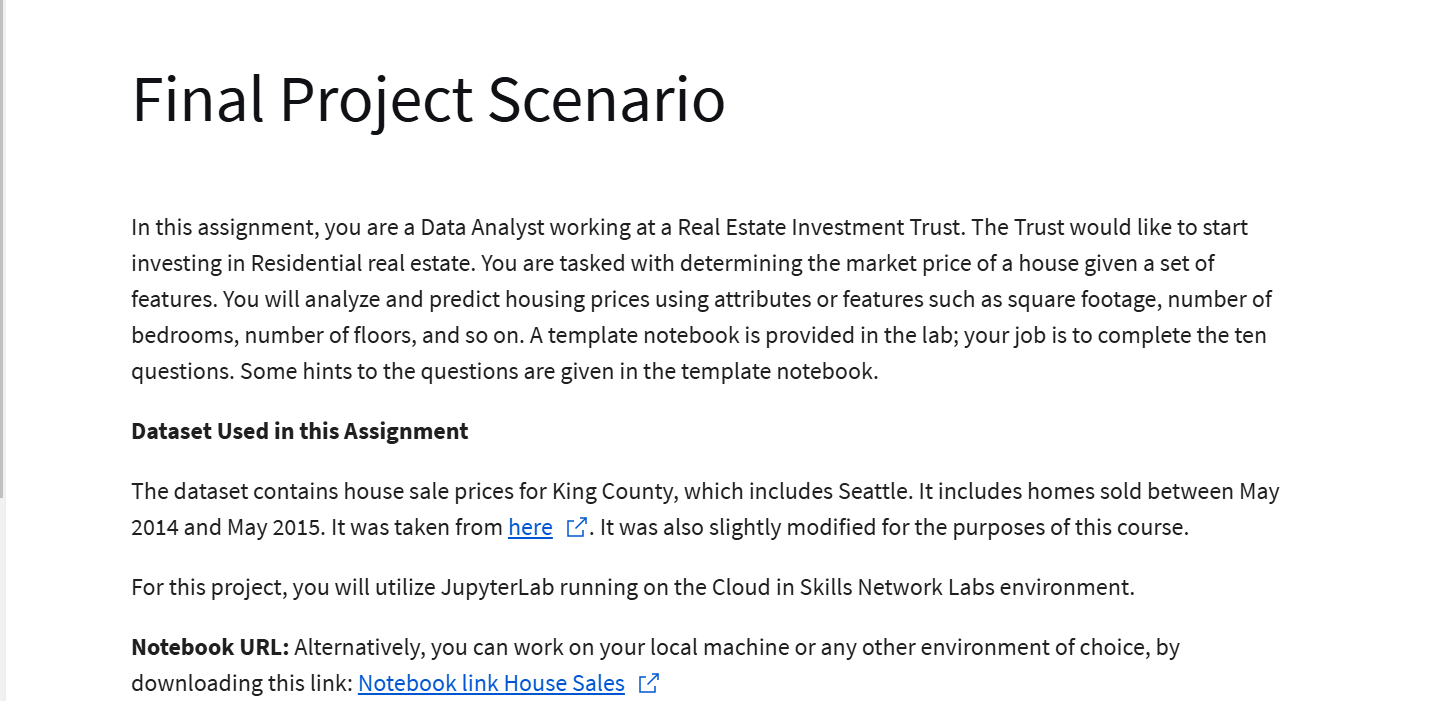 Final Project Scenario
In this assignment, you are a Data Analyst working at a Real Estate Investment Trust. The Trust would like to start
investing in Residential real estate. You are tasked with determining the market price of a house given a set of
features. You will analyze and predict housing prices using attributes or features such as square footage, number of
bedrooms, number of floors, and so on. A template notebook is provided in the lab; your job is to complete the ten
questions. Some hints to the questions are given in the template notebook.
Dataset Used in this Assignment
The dataset contains house sale prices for King County, which includes Seattle. It includes homes sold between May
2014 and May 2015. It was taken from here. It was also slightly modified for the purposes of this course.
For this project, you will utilize JupyterLab running on the Cloud in Skills Network Labs environment.
Notebook URL: Alternatively, you can work on your local machine or any other environment of choice, by
downloading this link: Notebook link House Sales